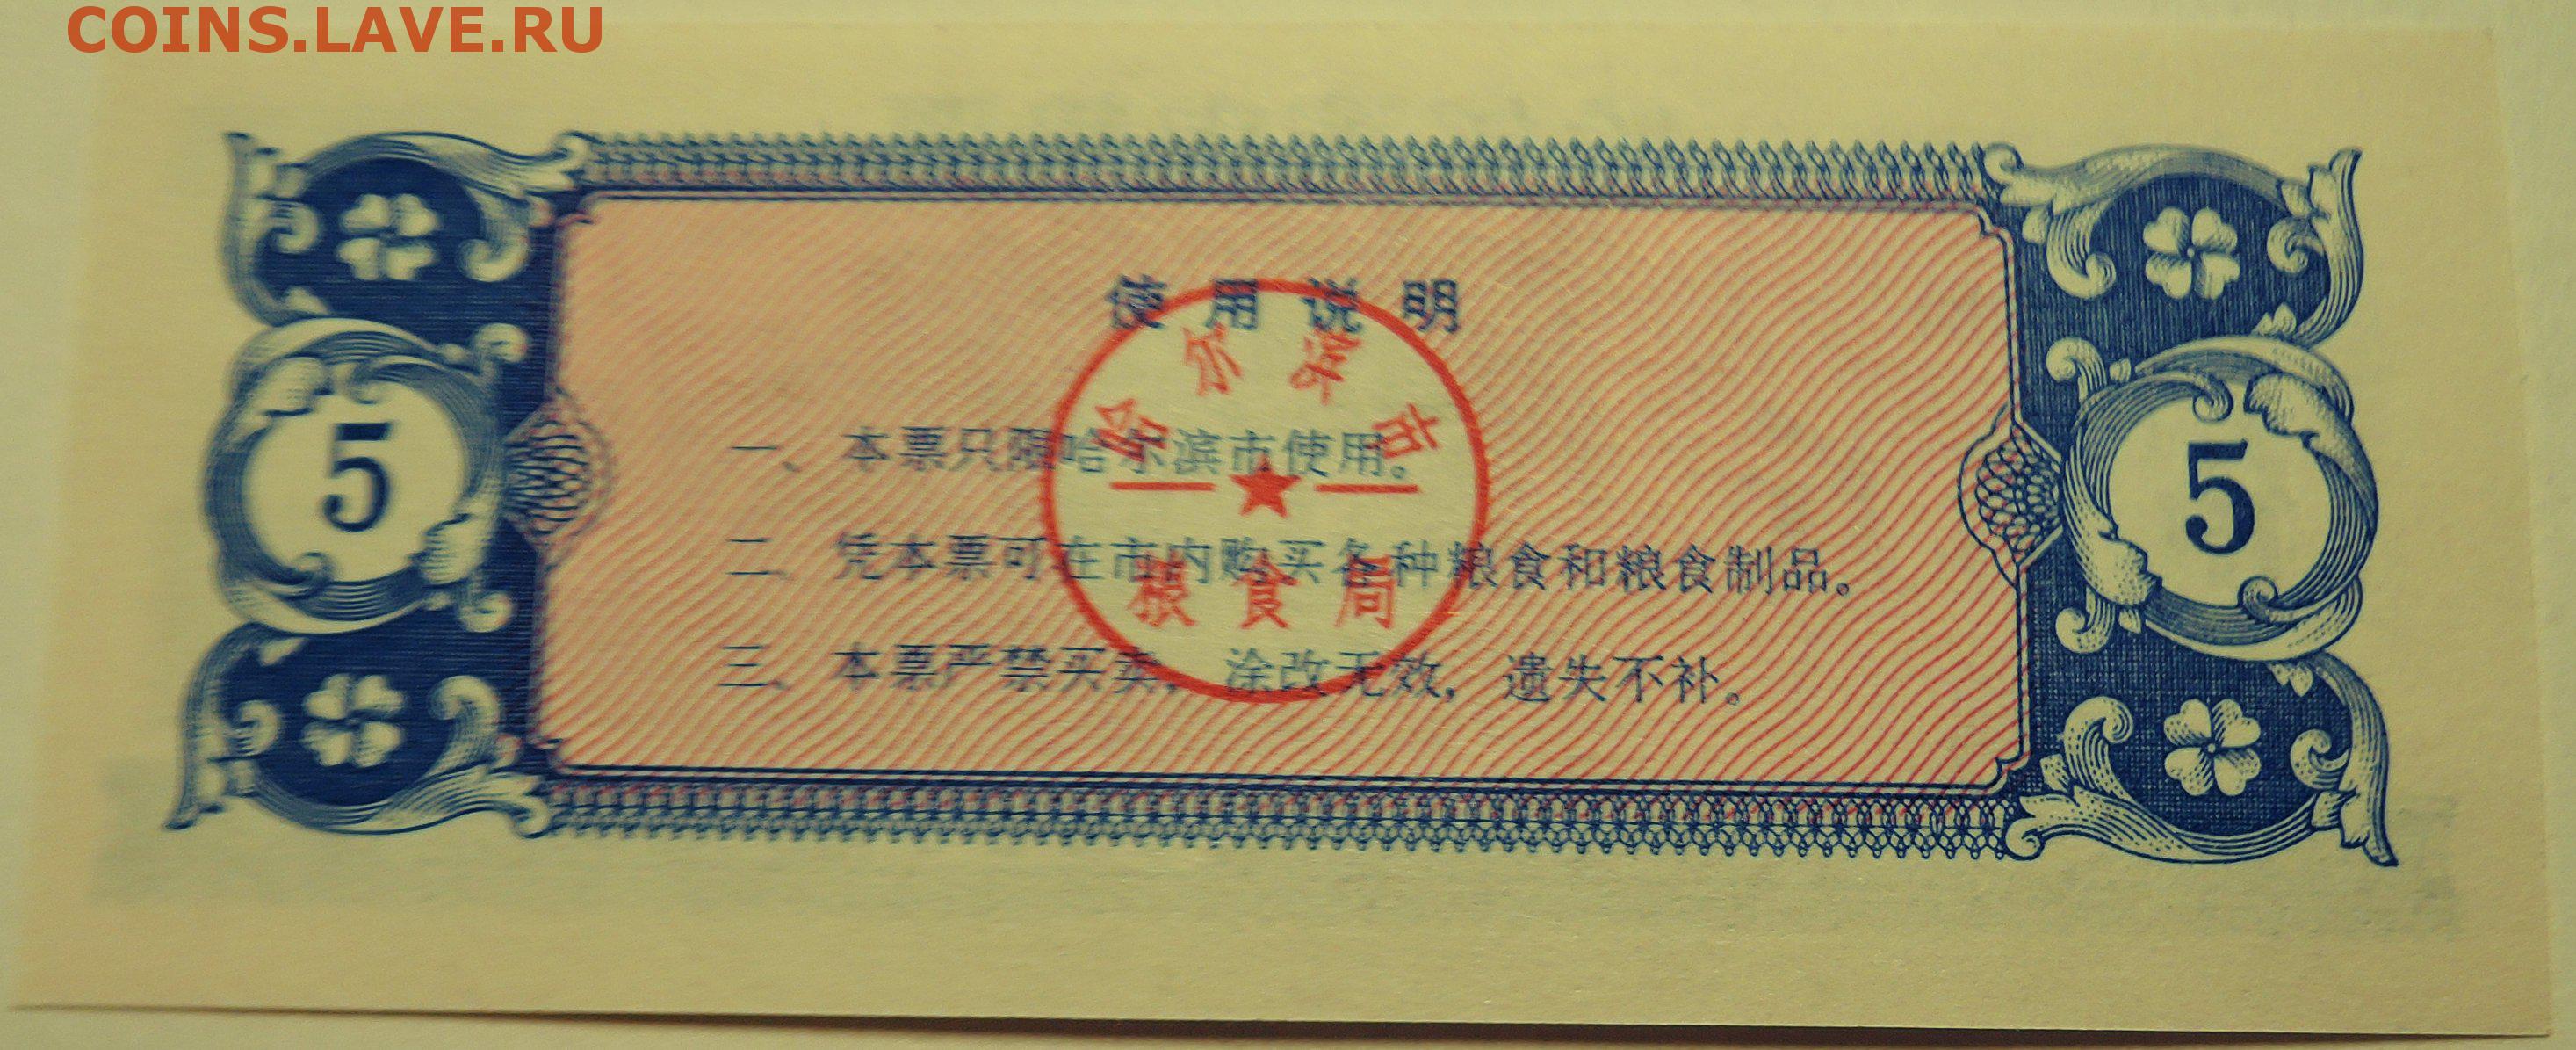 COINS.LAVE.RU
使用说明
哈尔滨市
一、本票只限哈尔滨市使用。
5
5
二、凭本票可在市内购买各种粮食和粮食制品。
粮食局
三、本票严禁买卖，涂改无效，遗失不补。